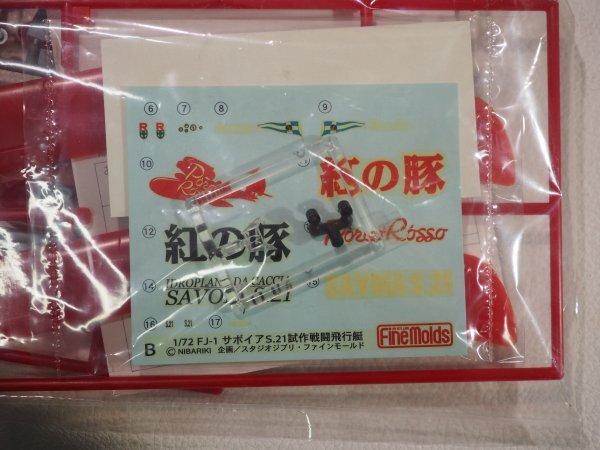 6 7 8 9
R R
10
紅の豚
12
紅の豚
Porco Rosso
14
IDROPLANO DA CACCIA
SAVOIA S.21
SAVOIA S.21
16 S.21 S.21 17
B
1/72 FJ-1 サボイアS.21試作戦闘飛行艇
©NIBARIKI 企画/スタジオジブリ・ファインモールド
FineMolds